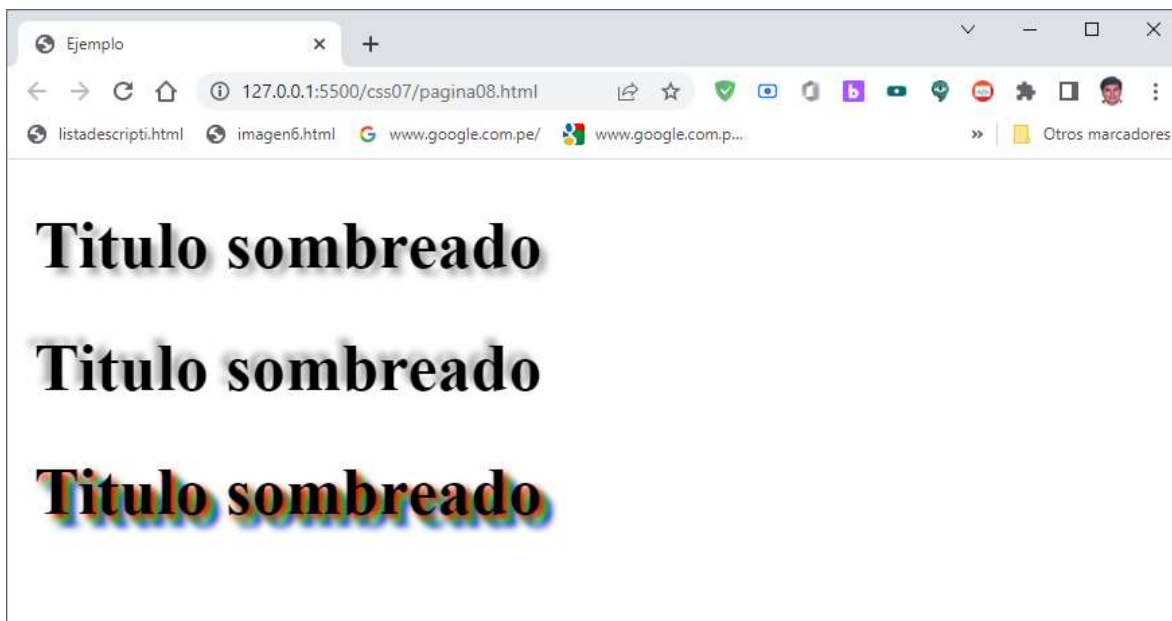 Ejemplo
127.0.0.1:5500/css07/pagina08.html
listadescripti.html imagen6.html www.google.com.pe/ www.google.com.p... » Otros marcadores
Titulo sombreado
Titulo sombreado
Titulo sombreado